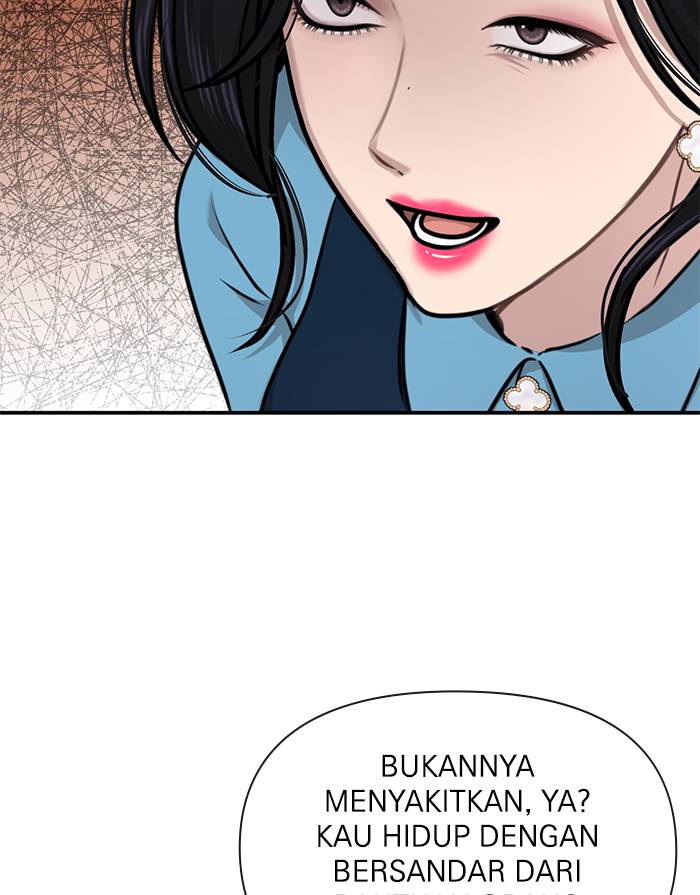 BUKANNYA
MENYAKITKAN, YA?
KAU HIDUP DENGAN
BERSANDAR DARI